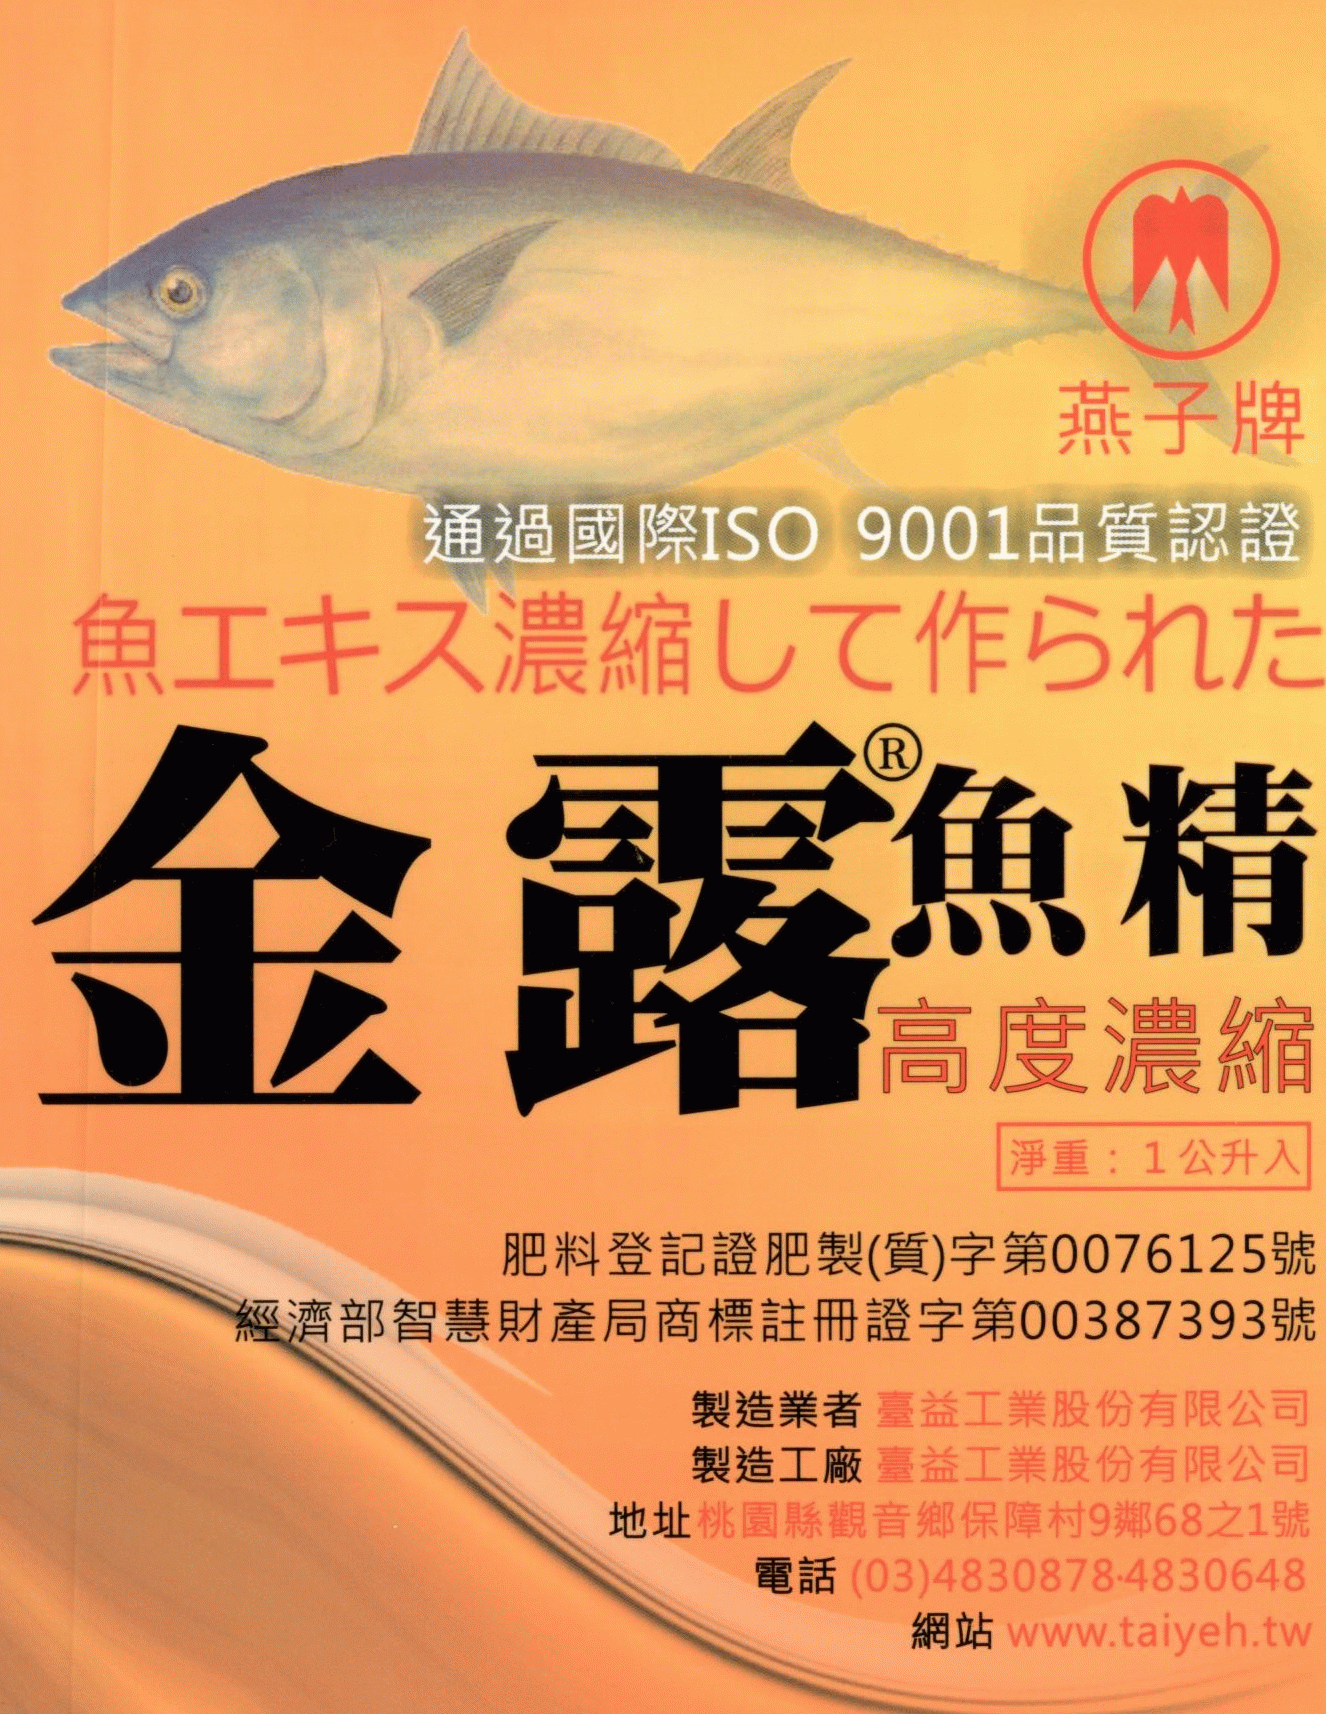 燕子牌
通過國際ISO 9001品質認證
魚エキス濃縮して作られた
金露®魚精
高度濃縮
淨重：1公升入
肥料登記證肥製(質)字第0076125號
經濟部智慧財產局商標註冊證字第00387393號
製造業者 臺益工業股份有限公司
製造工廠 臺益工業股份有限公司
地址桃園縣觀音鄉保障村9鄰68之1號
電話 (03)4830878·4830648
網站 www.taiyeh.tw